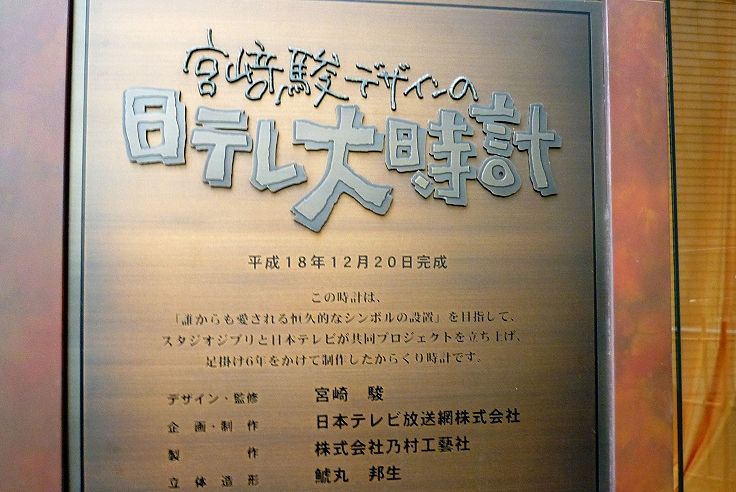 宮﨑駿デザインの
日テレ大時計
平成18年12月20日完成
この時計は、
「誰からも愛される恒久的なシンボルの設置」を目指して、
スタジオジブリと日本テレビが共同プロジェクトを立ち上げ、
足掛け6年をかけて制作したからくり時計です。
デザイン・監修 宮崎 駿
企画・制作 日本テレビ放送網株式会社
製作 株式会社乃村工藝社
立体造形 鯱丸 邦生